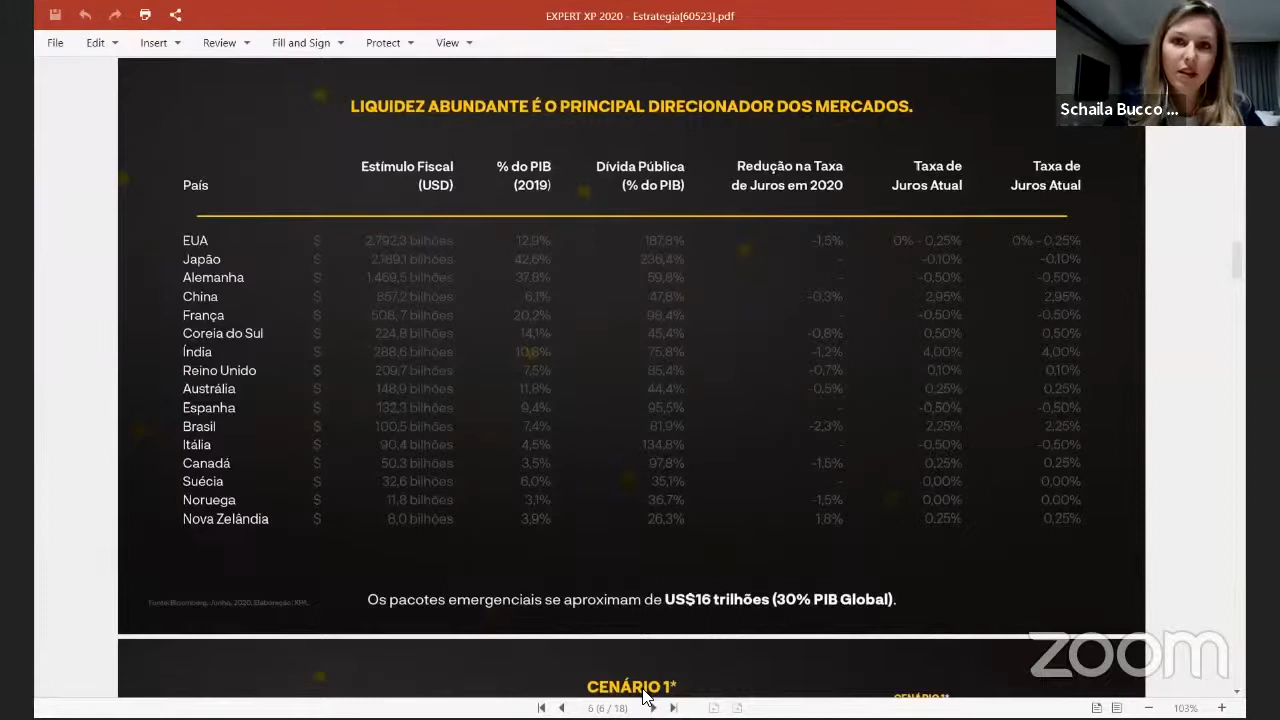 EXPERT XP 2020 - Estrategia[60523].pdf
File Edit Insert Review Fill and Sign Protect View
Schaila Bucco ...
LIQUIDEZ ABUNDANTE É O PRINCIPAL DIRECIONADOR DOS MERCADOS.
País Estímulo Fiscal (USD) % do PIB (2019) Dívida Pública (% do PIB) Redução na Taxa de Juros em 2020 Taxa de Juros Atual Taxa de Juros Atual
EUA $ 2.792,3 bilhões 12,9% 187,8% -1,5% 0% - 0,25% 0% - 0,25%
Japão $ 2.189,1 bilhões 42,6% 236,4% - -0,10% -0,10%
Alemanha $ 1.469,5 bilhões 37,8% 59,8% - -0,50% -0,50%
China $ 857,2 bilhões 6,1% 47,8% -0,3% 2,95% 2,95%
França $ 508,7 bilhões 20,2% 98,4% - -0,50% -0,50%
Coreia do Sul $ 224,8 bilhões 14,1% 45,4% -0,8% 0,50% 0,50%
Índia $ 288,6 bilhões 10,8% 75,8% -1,2% 4,00% 4,00%
Reino Unido $ 209,7 bilhões 7,5% 85,4% -0,7% 0,10% 0,10%
Austrália $ 148,9 bilhões 11,8% 44,4% -0,5% 0,25% 0,25%
Espanha $ 132,3 bilhões 9,4% 95,5% - -0,50% -0,50%
Brasil $ 100,5 bilhões 7,4% 81,9% -2,3% 2,25% 2,25%
Itália $ 90,4 bilhões 4,5% 134,8% - -0,50% -0,50%
Canadá $ 50,3 bilhões 3,5% 97,8% -1,5% 0,25% 0,25%
Suécia $ 32,6 bilhões 6,0% 35,1% - 0,00% 0,00%
Noruega $ 11,8 bilhões 3,1% 36,7% -1,5% 0,00% 0,00%
Nova Zelândia $ 8,0 bilhões 3,9% 26,3% 1,8% 0,25% 0,25%
Fonte: Bloomberg, Junho, 2020. Elaboração: XPA.
Os pacotes emergenciais se aproximam de US$16 trilhões (30% PIB Global).
zoom
CENÁRIO 1*
CENÁRIO 1*
6 (6 / 18)
103%